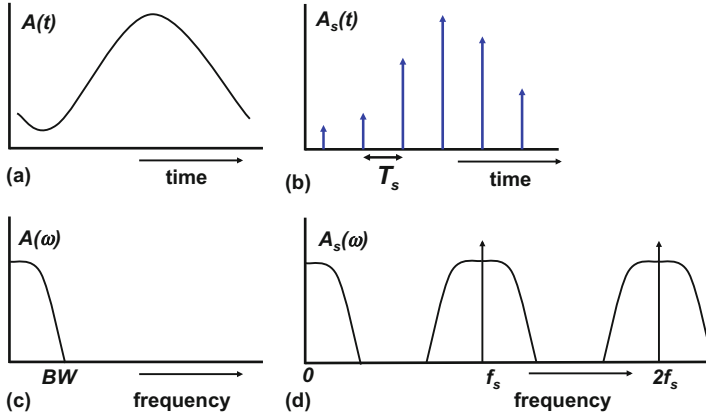 A(t)
(a)
time
A_s(t)
T_s
(b)
time
A(ω)
BW
(c)
frequency
A_s(ω)
0
f_s
2f_s
(d)
frequency